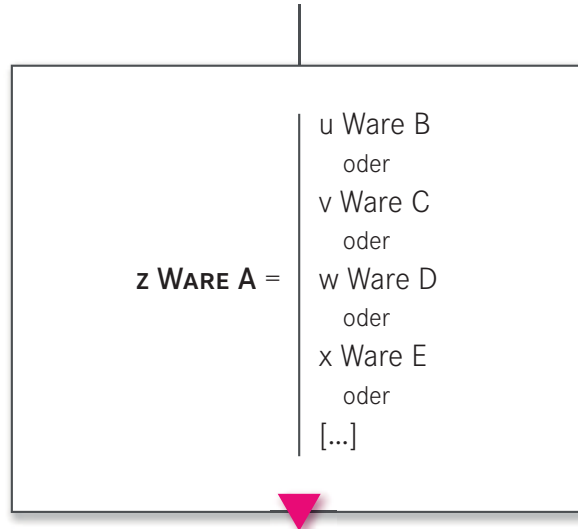 u Ware B
oder
v Ware C
oder
z WARE A = w Ware D
oder
x Ware E
oder
[...]